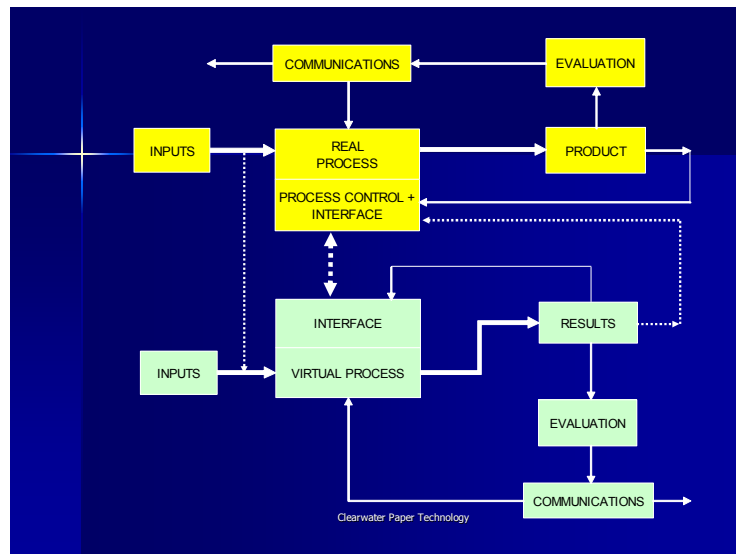 COMMUNICATIONS
EVALUATION
INPUTS
REAL
PROCESS
PRODUCT
PROCESS CONTROL +
INTERFACE
INTERFACE
RESULTS
INPUTS
VIRTUAL PROCESS
EVALUATION
COMMUNICATIONS
Clearwater Paper Technology